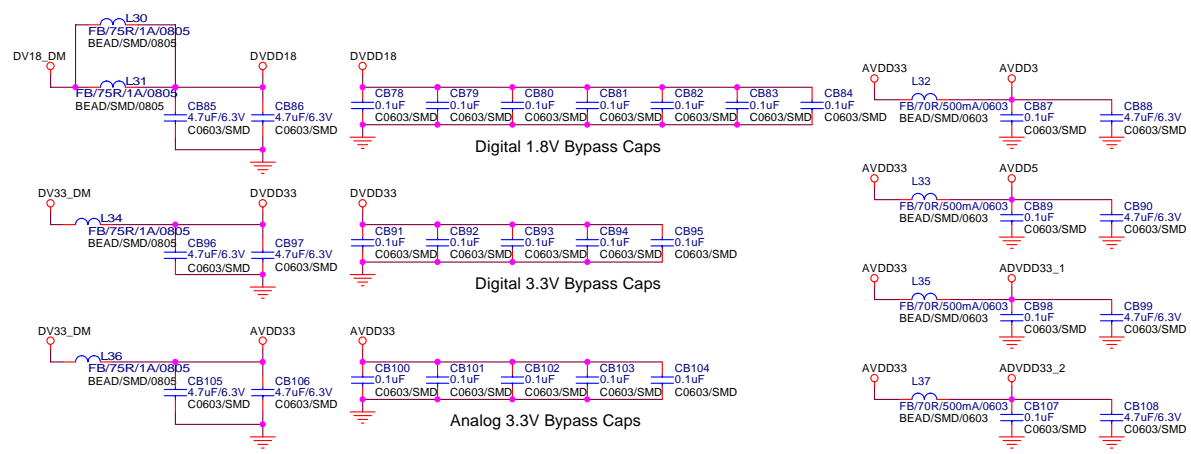 L30
FB/75R/1A/0805
BEAD/SMD/0805
DV18_DM
L31
FB/75R/1A/0805
BEAD/SMD/0805
DVDD18
CB85
4.7uF/6.3V
C0603/SMD
CB86
4.7uF/6.3V
C0603/SMD
DVDD18
CB78
0.1uF
C0603/SMD
CB79
0.1uF
C0603/SMD
CB80
0.1uF
C0603/SMD
CB81
0.1uF
C0603/SMD
CB82
0.1uF
C0603/SMD
CB83
0.1uF
C0603/SMD
CB84
0.1uF
C0603/SMD
Digital 1.8V Bypass Caps
AVDD33
L32
FB/70R/500mA/0603
BEAD/SMD/0603
AVDD3
CB87
0.1uF
C0603/SMD
CB88
4.7uF/6.3V
C0603/SMD
DV33_DM
L34
FB/75R/1A/0805
BEAD/SMD/0805
DVDD33
CB96
4.7uF/6.3V
C0603/SMD
CB97
4.7uF/6.3V
C0603/SMD
DVDD33
CB91
0.1uF
C0603/SMD
CB92
0.1uF
C0603/SMD
CB93
0.1uF
C0603/SMD
CB94
0.1uF
C0603/SMD
CB95
0.1uF
C0603/SMD
Digital 3.3V Bypass Caps
AVDD33
L33
FB/70R/500mA/0603
BEAD/SMD/0603
AVDD5
CB89
0.1uF
C0603/SMD
CB90
4.7uF/6.3V
C0603/SMD
AVDD33
L35
FB/70R/500mA/0603
BEAD/SMD/0603
ADVDD33_1
CB98
0.1uF
C0603/SMD
CB99
4.7uF/6.3V
C0603/SMD
DV33_DM
L36
FB/75R/1A/0805
BEAD/SMD/0805
AVDD33
CB105
4.7uF/6.3V
C0603/SMD
CB106
4.7uF/6.3V
C0603/SMD
AVDD33
CB100
0.1uF
C0603/SMD
CB101
0.1uF
C0603/SMD
CB102
0.1uF
C0603/SMD
CB103
0.1uF
C0603/SMD
CB104
0.1uF
C0603/SMD
Analog 3.3V Bypass Caps
AVDD33
L37
FB/70R/500mA/0603
BEAD/SMD/0603
ADVDD33_2
CB107
0.1uF
C0603/SMD
CB108
4.7uF/6.3V
C0603/SMD